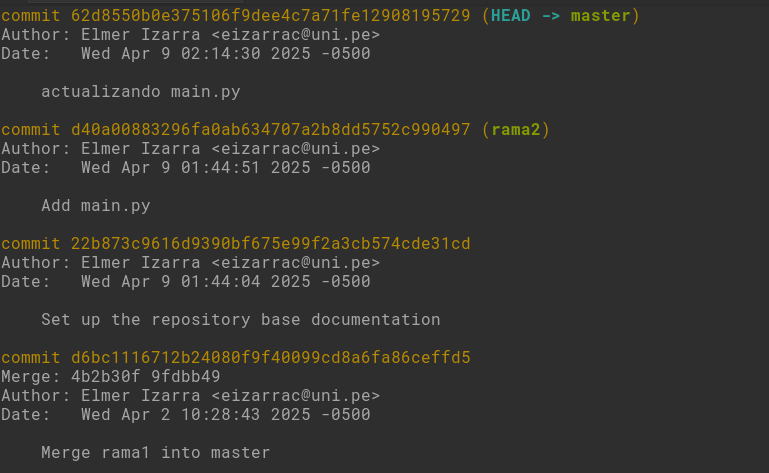 commit 62d8550b0e375106f9dee4c7a71fe12908195729 (HEAD -> master)
Author: Elmer Izarra <eizarrac@uni.pe>
Date:   Wed Apr 9 02:14:30 2025 -0500
actualizando main.py
commit d40a00883296fa0ab634707a2b8dd5752c990497 (rama2)
Author: Elmer Izarra <eizarrac@uni.pe>
Date:   Wed Apr 9 01:44:51 2025 -0500
Add main.py
commit 22b873c9616d9390bf675e99f2a3cb574cde31cd
Author: Elmer Izarra <eizarrac@uni.pe>
Date:   Wed Apr 9 01:44:04 2025 -0500
Set up the repository base documentation
commit d6bc1116712b24080f9f40099cd8a6fa86ceffd5
Merge: 4b2b30f 9fdbb49
Author: Elmer Izarra <eizarrac@uni.pe>
Date:   Wed Apr 2 10:28:43 2025 -0500
Merge rama1 into master